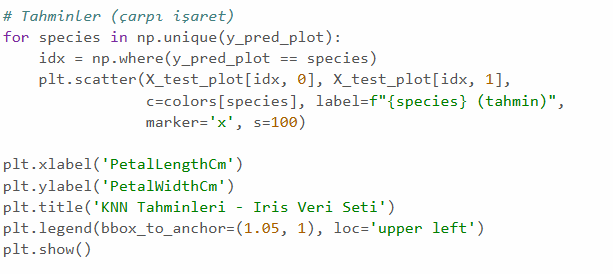 # Tahminler (çarpı işaret)
for species in np.unique(y_pred_plot):
    idx = np.where(y_pred_plot == species)
    plt.scatter(X_test_plot[idx, 0], X_test_plot[idx, 1],
                c=colors[species], label=f"{species} (tahmin)",
                marker='x', s=100)

plt.xlabel('PetalLengthCm')
plt.ylabel('PetalWidthCm')
plt.title('KNN Tahminleri - Iris Veri Seti')
plt.legend(bbox_to_anchor=(1.05, 1), loc='upper left')
plt.show()